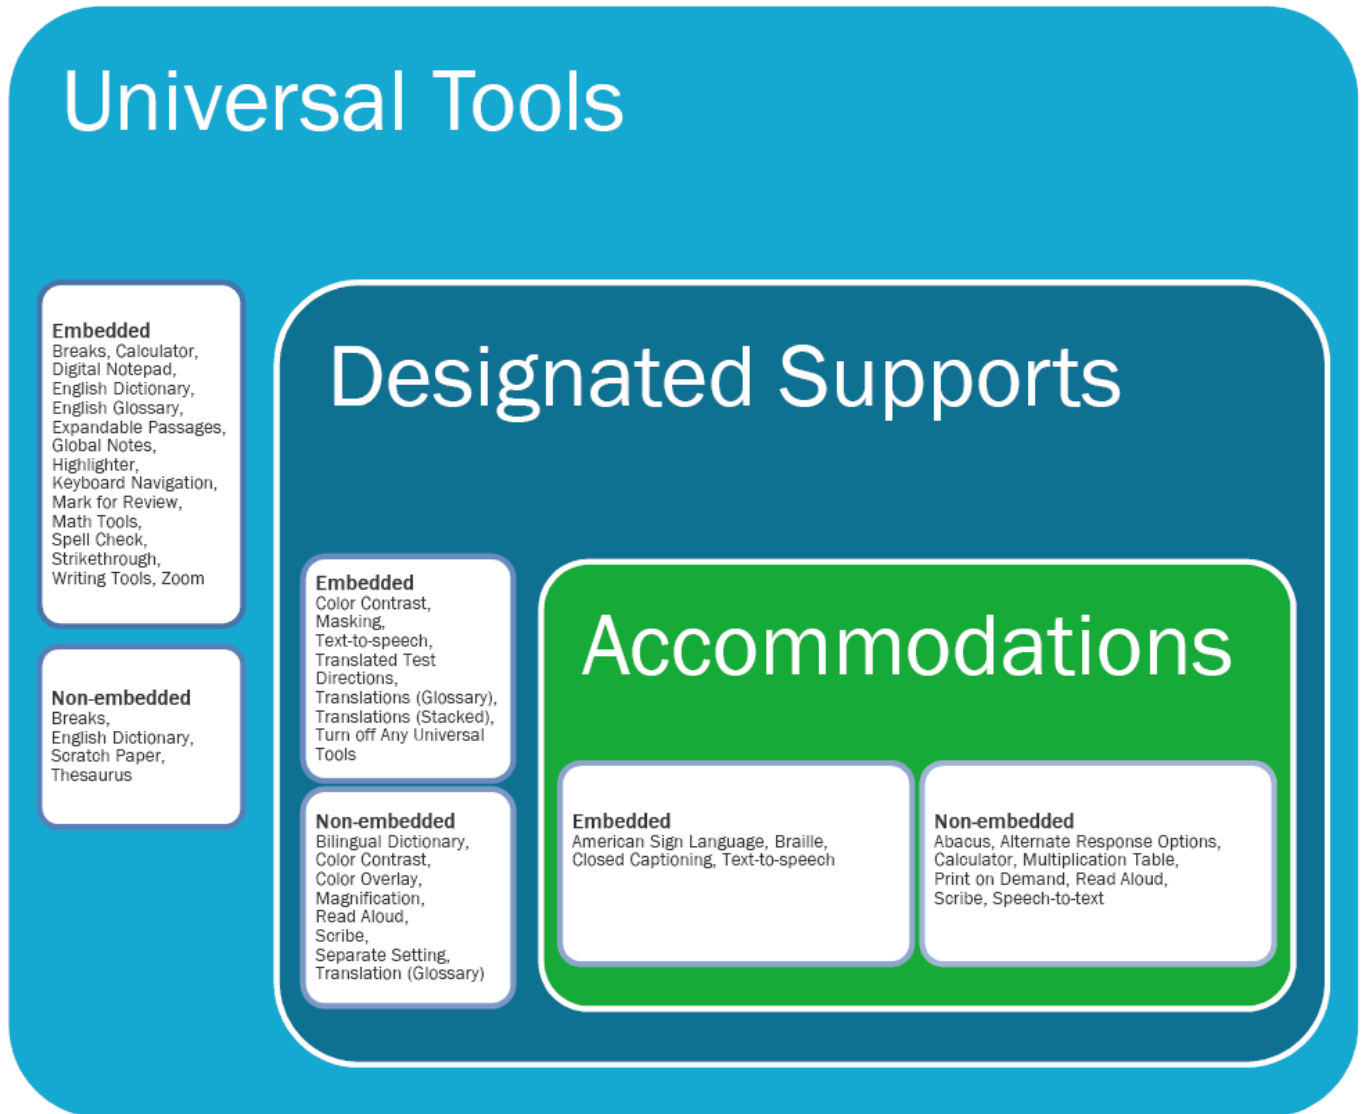 Universal Tools
Embedded
Breaks, Calculator,
Digital Notepad,
English Dictionary,
English Glossary,
Expandable Passages,
Global Notes,
Highlighter,
Keyboard Navigation,
Mark for Review,
Math Tools,
Spell Check,
Strikethrough,
Writing Tools, Zoom
Non-embedded
Breaks,
English Dictionary,
Scratch Paper,
Thesaurus
Designated Supports
Embedded
Color Contrast,
Masking,
Text-to-speech,
Translated Test
Directions,
Translations (Glossary),
Translations (Stacked),
Turn off Any Universal
Tools
Non-embedded
Bilingual Dictionary,
Color Contrast,
Color Overlay,
Magnification,
Read Aloud,
Scribe,
Separate Setting,
Translation (Glossary)
Accommodations
Embedded
American Sign Language, Braille,
Closed Captioning, Text-to-speech
Non-embedded
Abacus, Alternate Response Options,
Calculator, Multiplication Table,
Print on Demand, Read Aloud,
Scribe, Speech-to-text